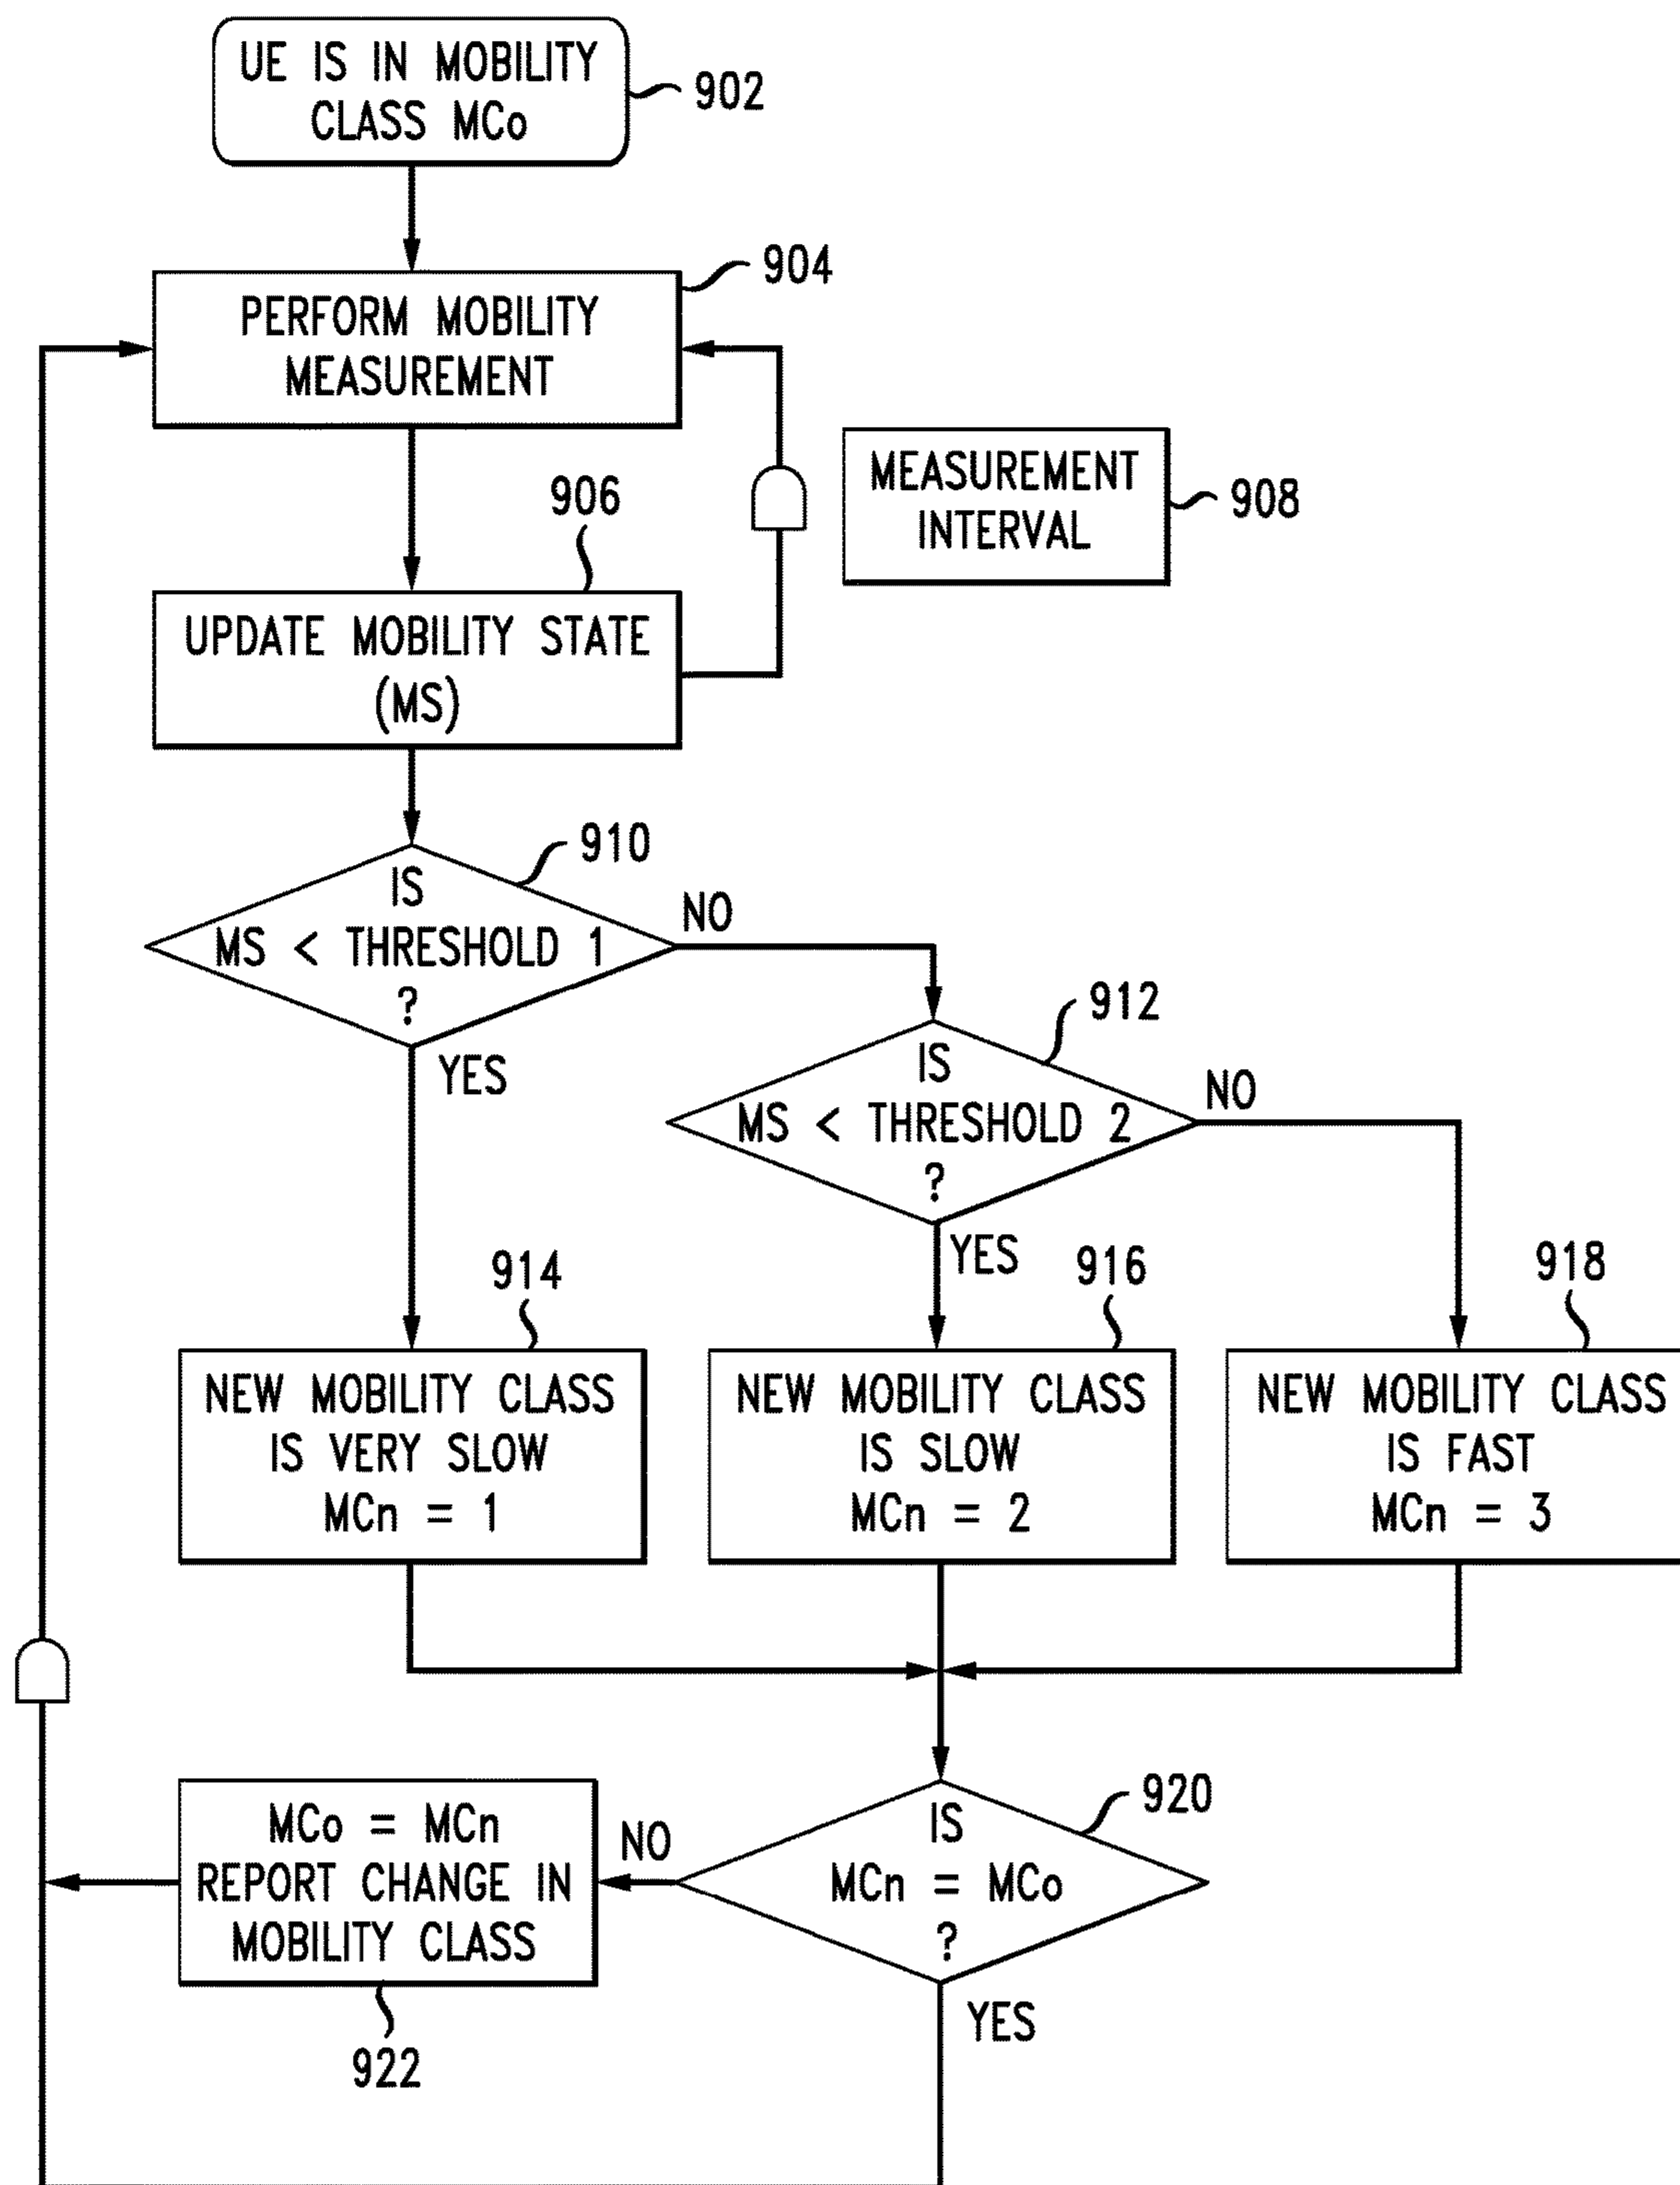 UE IS IN MOBILITY
CLASS MCo
902
904
PERFORM MOBILITY
MEASUREMENT
MEASUREMENT
INTERVAL
908
906
UPDATE MOBILITY STATE
(MS)
910
IS
MS < THRESHOLD 1
?
NO
YES
912
IS
MS < THRESHOLD 2
?
NO
YES
914
NEW MOBILITY CLASS
IS VERY SLOW
MCn = 1
916
NEW MOBILITY CLASS
IS SLOW
MCn = 2
918
NEW MOBILITY CLASS
IS FAST
MCn = 3
920
IS
MCn = MCo
?
NO
YES
MCo = MCn
REPORT CHANGE IN
MOBILITY CLASS
922